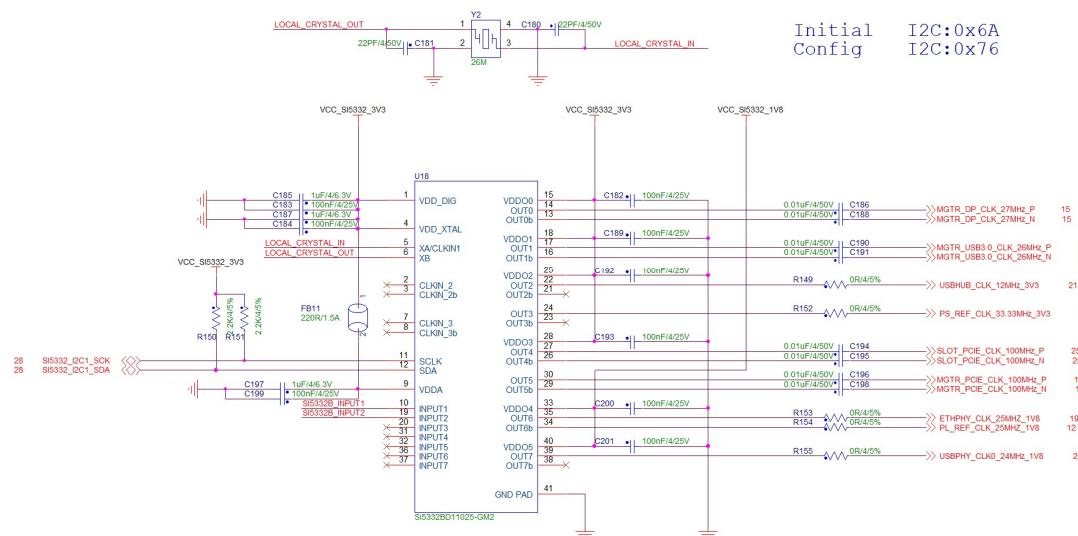 Y2
LOCAL_CRYSTAL_OUT 1 4 C180 22PF/4/50V
22PF/4/50V C181 2 3 LOCAL_CRYSTAL_IN
26M
Initial I2C:0x6A
Config I2C:0x76
VCC_SI5332_3V3 VCC_SI5332_3V3 VCC_SI5332_1V8
U18
C185 1uF/4/6.3V 1 VDD_DIG
C183 100nF/4/25V
C187 1uF/4/6.3V
C184 100nF/4/25V 4 VDD_XTAL
LOCAL_CRYSTAL_IN 5 XA/CLKIN1
LOCAL_CRYSTAL_OUT 6 XB
VCC_SI5332_3V3
2 CLKIN_2
3 CLKIN_2b
7 CLKIN_3
8 CLKIN_3b
FB11
220R/1.5A
1
2
R150 2.2K/4/5%
R151 2.2K/4/5%
28 SI5332_I2C1_SCK 11 SCLK
28 SI5332_I2C1_SDA 12 SDA
C197 1uF/4/6.3V 9 VDDA
C199 100nF/4/25V
SI5332B_INPUT1 10 INPUT1
SI5332B_INPUT2 19 INPUT2
20 INPUT3
31 INPUT4
32 INPUT5
36 INPUT6
37 INPUT7
VDDO0 15 C182 100nF/4/25V
OUT0 14 0.01uF/4/50V C186 MGTR_DP_CLK_27MHz_P 15
OUT0b 13 0.01uF/4/50V C188 MGTR_DP_CLK_27MHz_N 15
VDDO1 18 C189 100nF/4/25V
OUT1 17 0.01uF/4/50V C190 MGTR_USB3.0_CLK_26MHz_P
OUT1b 16 0.01uF/4/50V C191 MGTR_USB3.0_CLK_26MHz_N
VDDO2 25 C192 100nF/4/25V
OUT2 22 R149 0R/4/5% USBHUB_CLK_12MHz_3V3 21
OUT2b 21
OUT3 24 R152 0R/4/5% PS_REF_CLK_33.33MHz_3V3
OUT3b 23
VDDO3 28 C193 100nF/4/25V
OUT4 27 0.01uF/4/50V C194 SLOT_PCIE_CLK_100MHz_P 25
OUT4b 26 0.01uF/4/50V C195 SLOT_PCIE_CLK_100MHz_N 2
OUT5 30 0.01uF/4/50V C196 MGTR_PCIE_CLK_100MHz_P 1
OUT5b 29 0.01uF/4/50V C198 MGTR_PCIE_CLK_100MHz_N 1
VDDO4 33 C200 100nF/4/25V
OUT6 35 R153 0R/4/5% ETHPHY_CLK_25MHZ_1V8 19
OUT6b 34 R154 0R/4/5% PL_REF_CLK_25MHZ_1V8 12
VDDO5 40 C201 100nF/4/25V
OUT7 39 R155 0R/4/5% USBPHY_CLK0_24MHz_1V8 2
OUT7b 38
GND PAD 41
Si5332BD11025-GM2